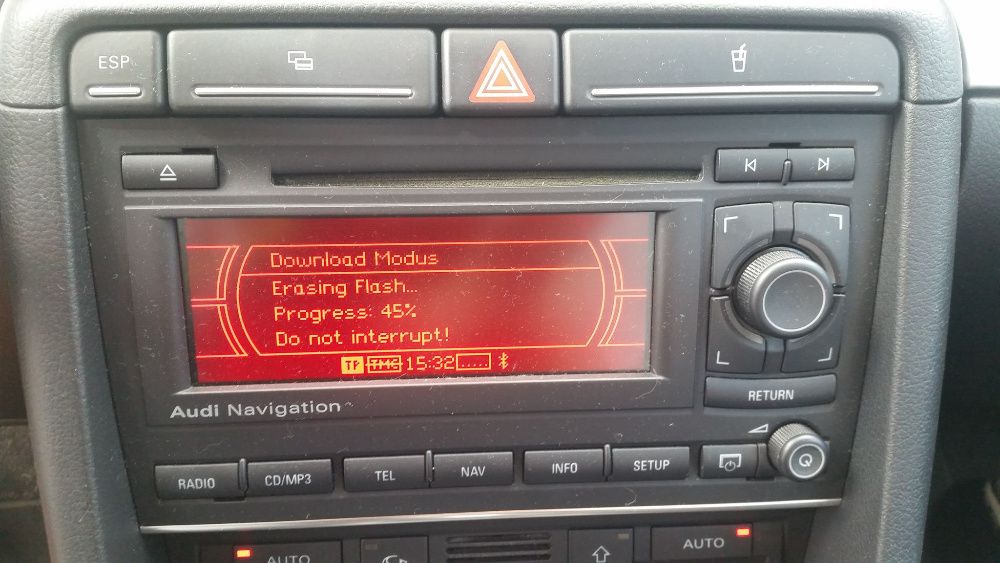 ESP
Download Modus
Erasing Flash...
Progress: 45%
Do not interrupt!
TP TMC 15:32 .....
Audi Navigation
RETURN
RADIO
CD/MP3
TEL
NAV
INFO
SETUP
AUTO
AUTO